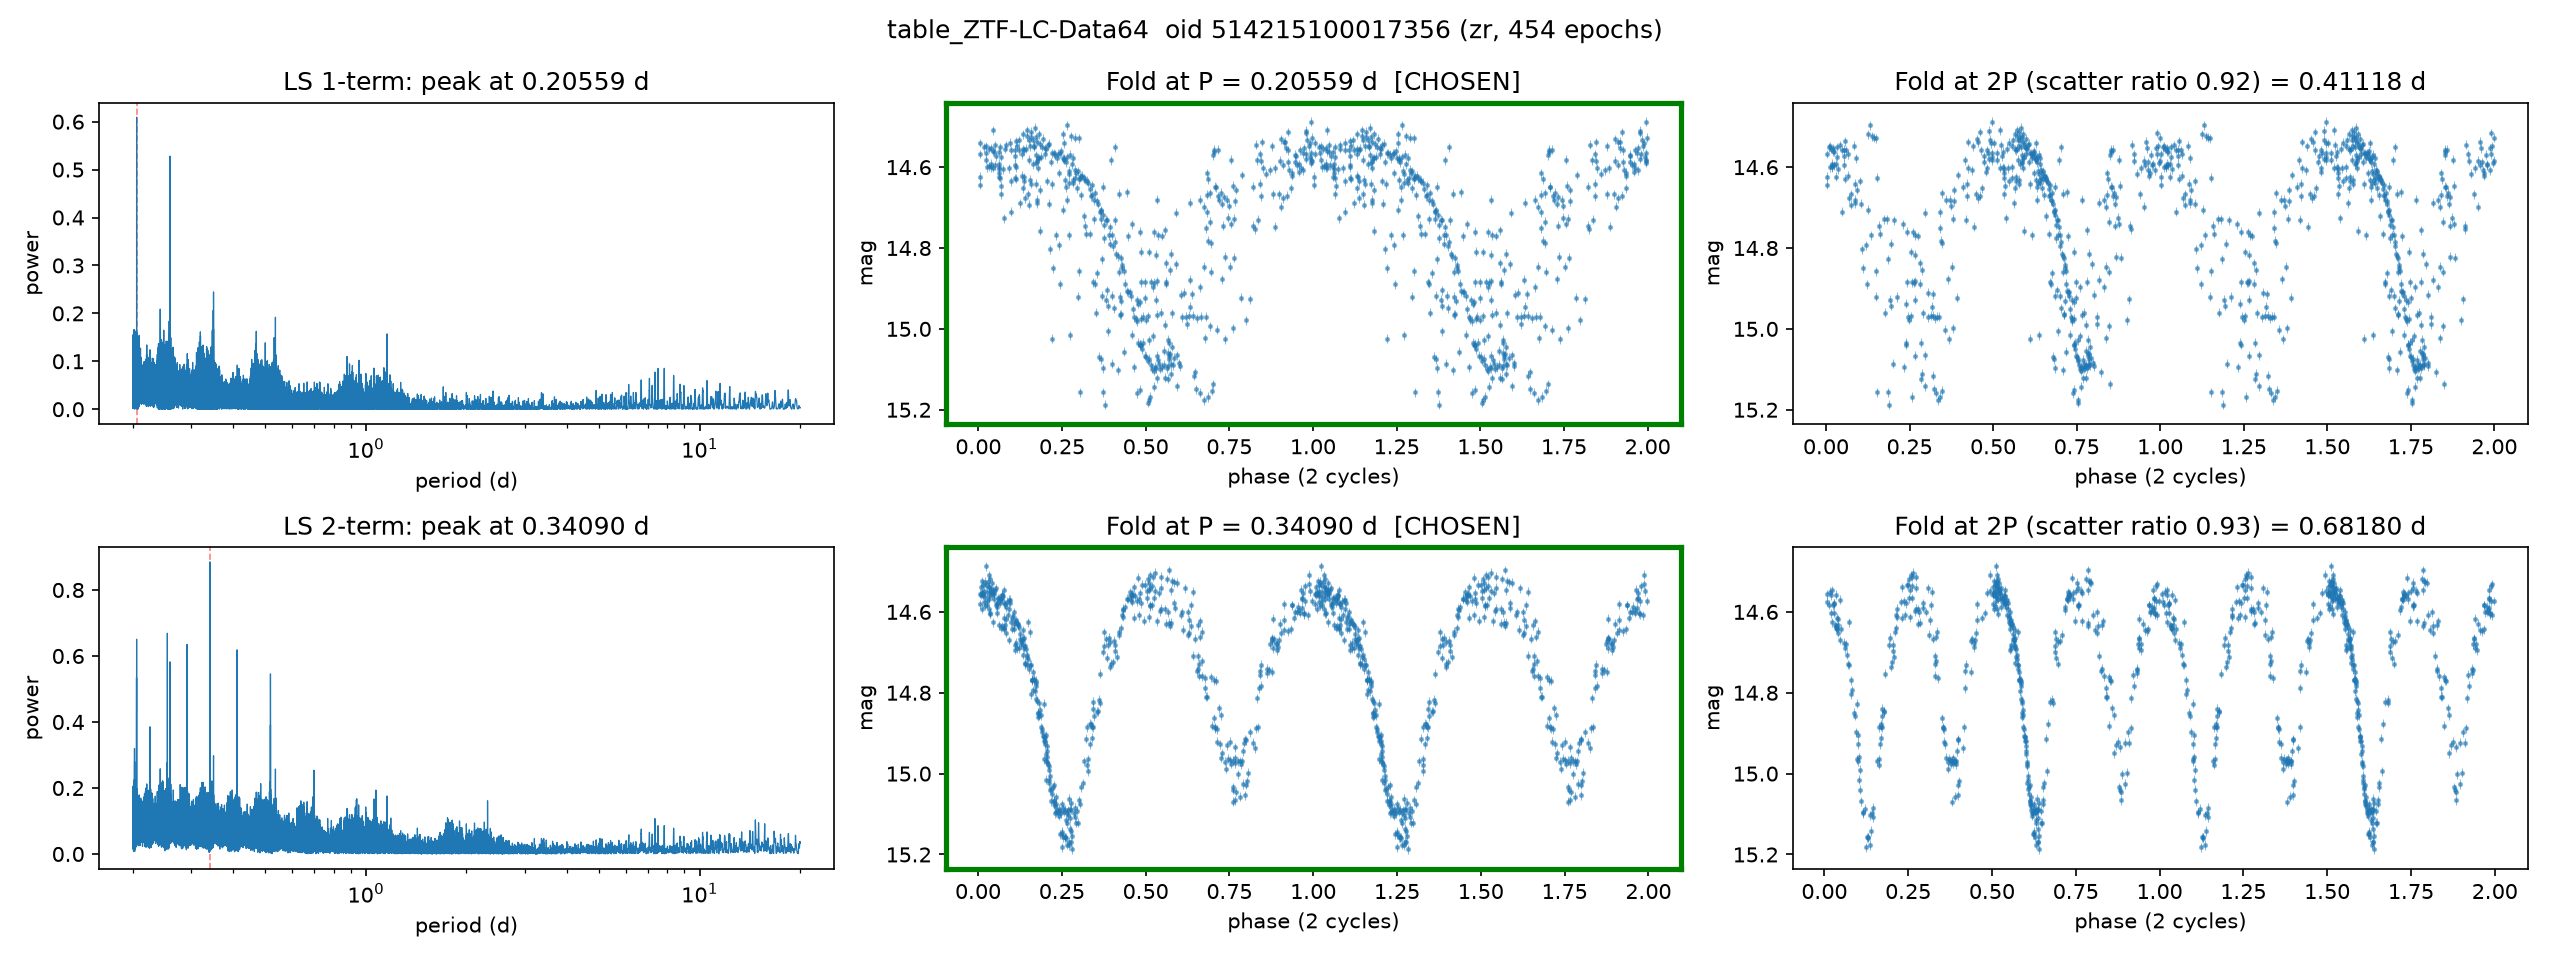 table_ZTF-LC-Data64  oid 514215100017356 (zr, 454 epochs)
LS 1-term: peak at 0.20559 d
power
0.6
0.5
0.4
0.3
0.2
0.1
0.0
10⁰
10¹
period (d)
Fold at P = 0.20559 d  [CHOSEN]
mag
14.6
14.8
15.0
15.2
0.00 0.25 0.50 0.75 1.00 1.25 1.50 1.75 2.00
phase (2 cycles)
Fold at 2P (scatter ratio 0.92) = 0.41118 d
mag
14.6
14.8
15.0
15.2
0.00 0.25 0.50 0.75 1.00 1.25 1.50 1.75 2.00
phase (2 cycles)
LS 2-term: peak at 0.34090 d
power
0.8
0.6
0.4
0.2
0.0
10⁰
10¹
period (d)
Fold at P = 0.34090 d  [CHOSEN]
mag
14.6
14.8
15.0
15.2
0.00 0.25 0.50 0.75 1.00 1.25 1.50 1.75 2.00
phase (2 cycles)
Fold at 2P (scatter ratio 0.93) = 0.68180 d
mag
14.6
14.8
15.0
15.2
0.00 0.25 0.50 0.75 1.00 1.25 1.50 1.75 2.00
phase (2 cycles)